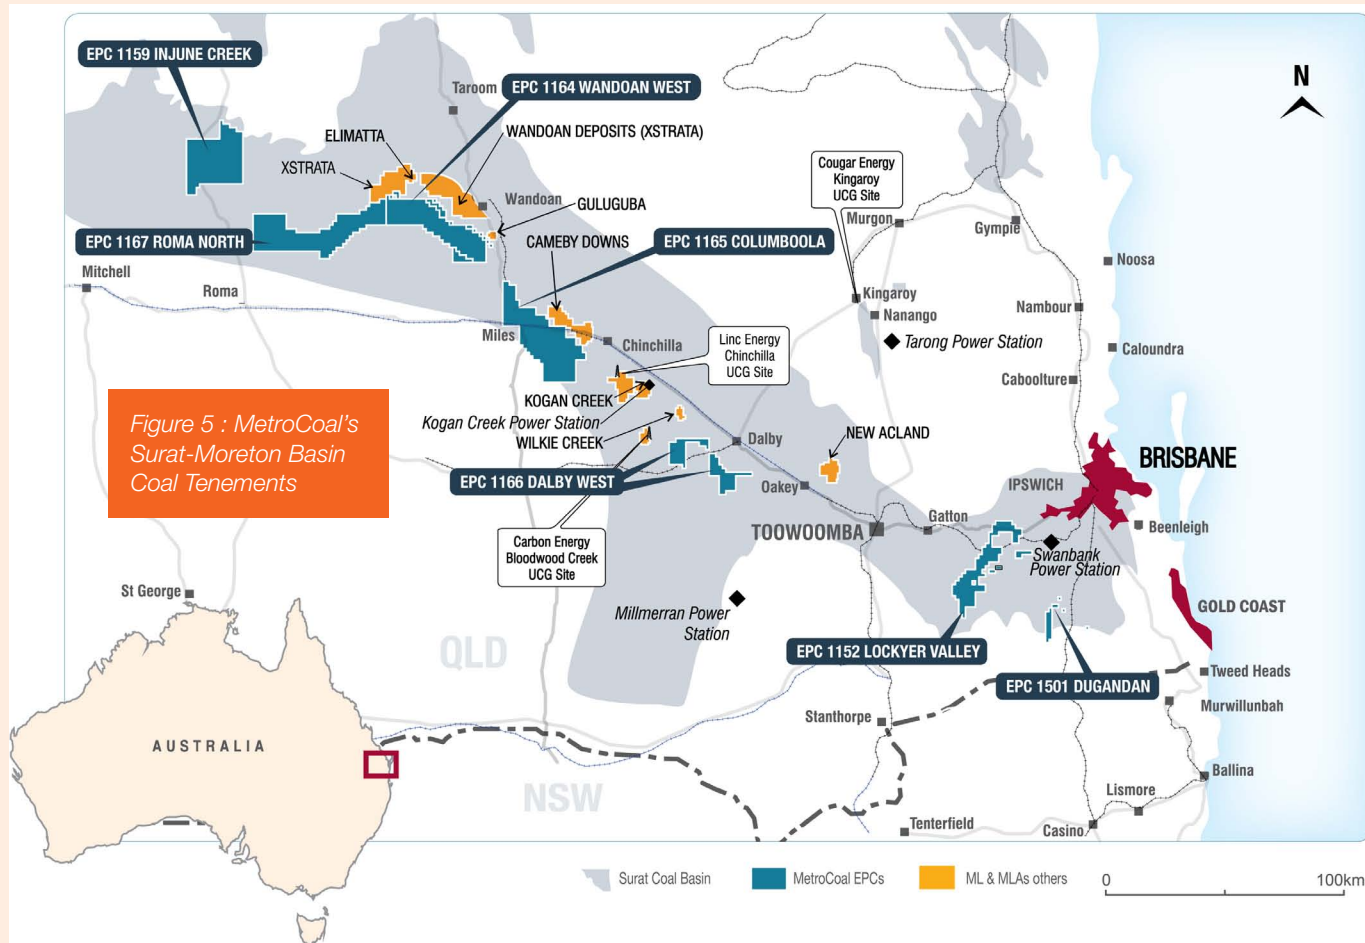 EPC 1159 INJUNE CREEK
N
Taroom
EPC 1164 WANDOAN WEST
ELIMATTA
WANDOAN DEPOSITS (XSTRATA)
XSTRATA
Cougar Energy
Kingaroy
UCG Site
Wandoan
GULUGUBA
Murgon
Gympie
EPC 1167 ROMA NORTH
CAMEBY DOWNS
EPC 1165 COLUMBOOLA
Noosa
Mitchell
Roma
Kingaroy
Nanango
Nambour
Miles
Chinchilla
Linc Energy
Chinchilla
UCG Site
Tarong Power Station
Caloundra
Caboolture
KOGAN CREEK
Kogan Creek Power Station
WILKIE CREEK
Figure 5 : MetroCoal's
Surat-Moreton Basin
Coal Tenements
Dalby
NEW ACLAND
BRISBANE
EPC 1166 DALBY WEST
Oakey
IPSWICH
Gatton
Beenleigh
TOOWOOMBA
Carbon Energy
Bloodwood Creek
UCG Site
Swanbank
Power Station
St George
Millmerran Power
Station
GOLD COAST
QLD
EPC 1152 LOCKYER VALLEY
EPC 1501 DUGANDAN
Tweed Heads
Murwillunbah
Stanthorpe
AUSTRALIA
NSW
Ballina
Lismore
Tenterfield
Casino
Surat Coal Basin
MetroCoal EPCs
ML & MLAs others
0
100km